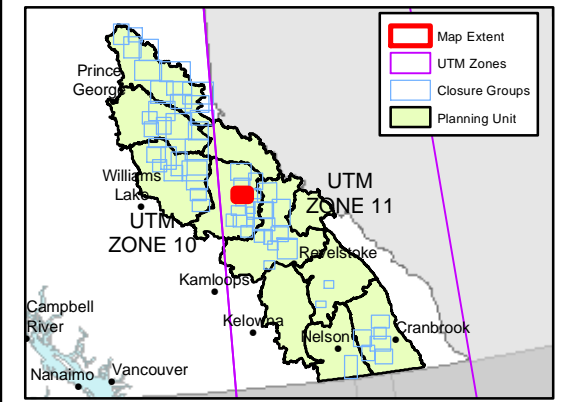 Map Extent
UTM Zones
Closure Groups
Planning Unit
Prince
George
Williams
Lake
UTM
ZONE 10
UTM
ZONE 11
Revelstoke
Kamloops
Campbell
River
Kelowna
Nelson
Cranbrook
Nanaimo
Vancouver